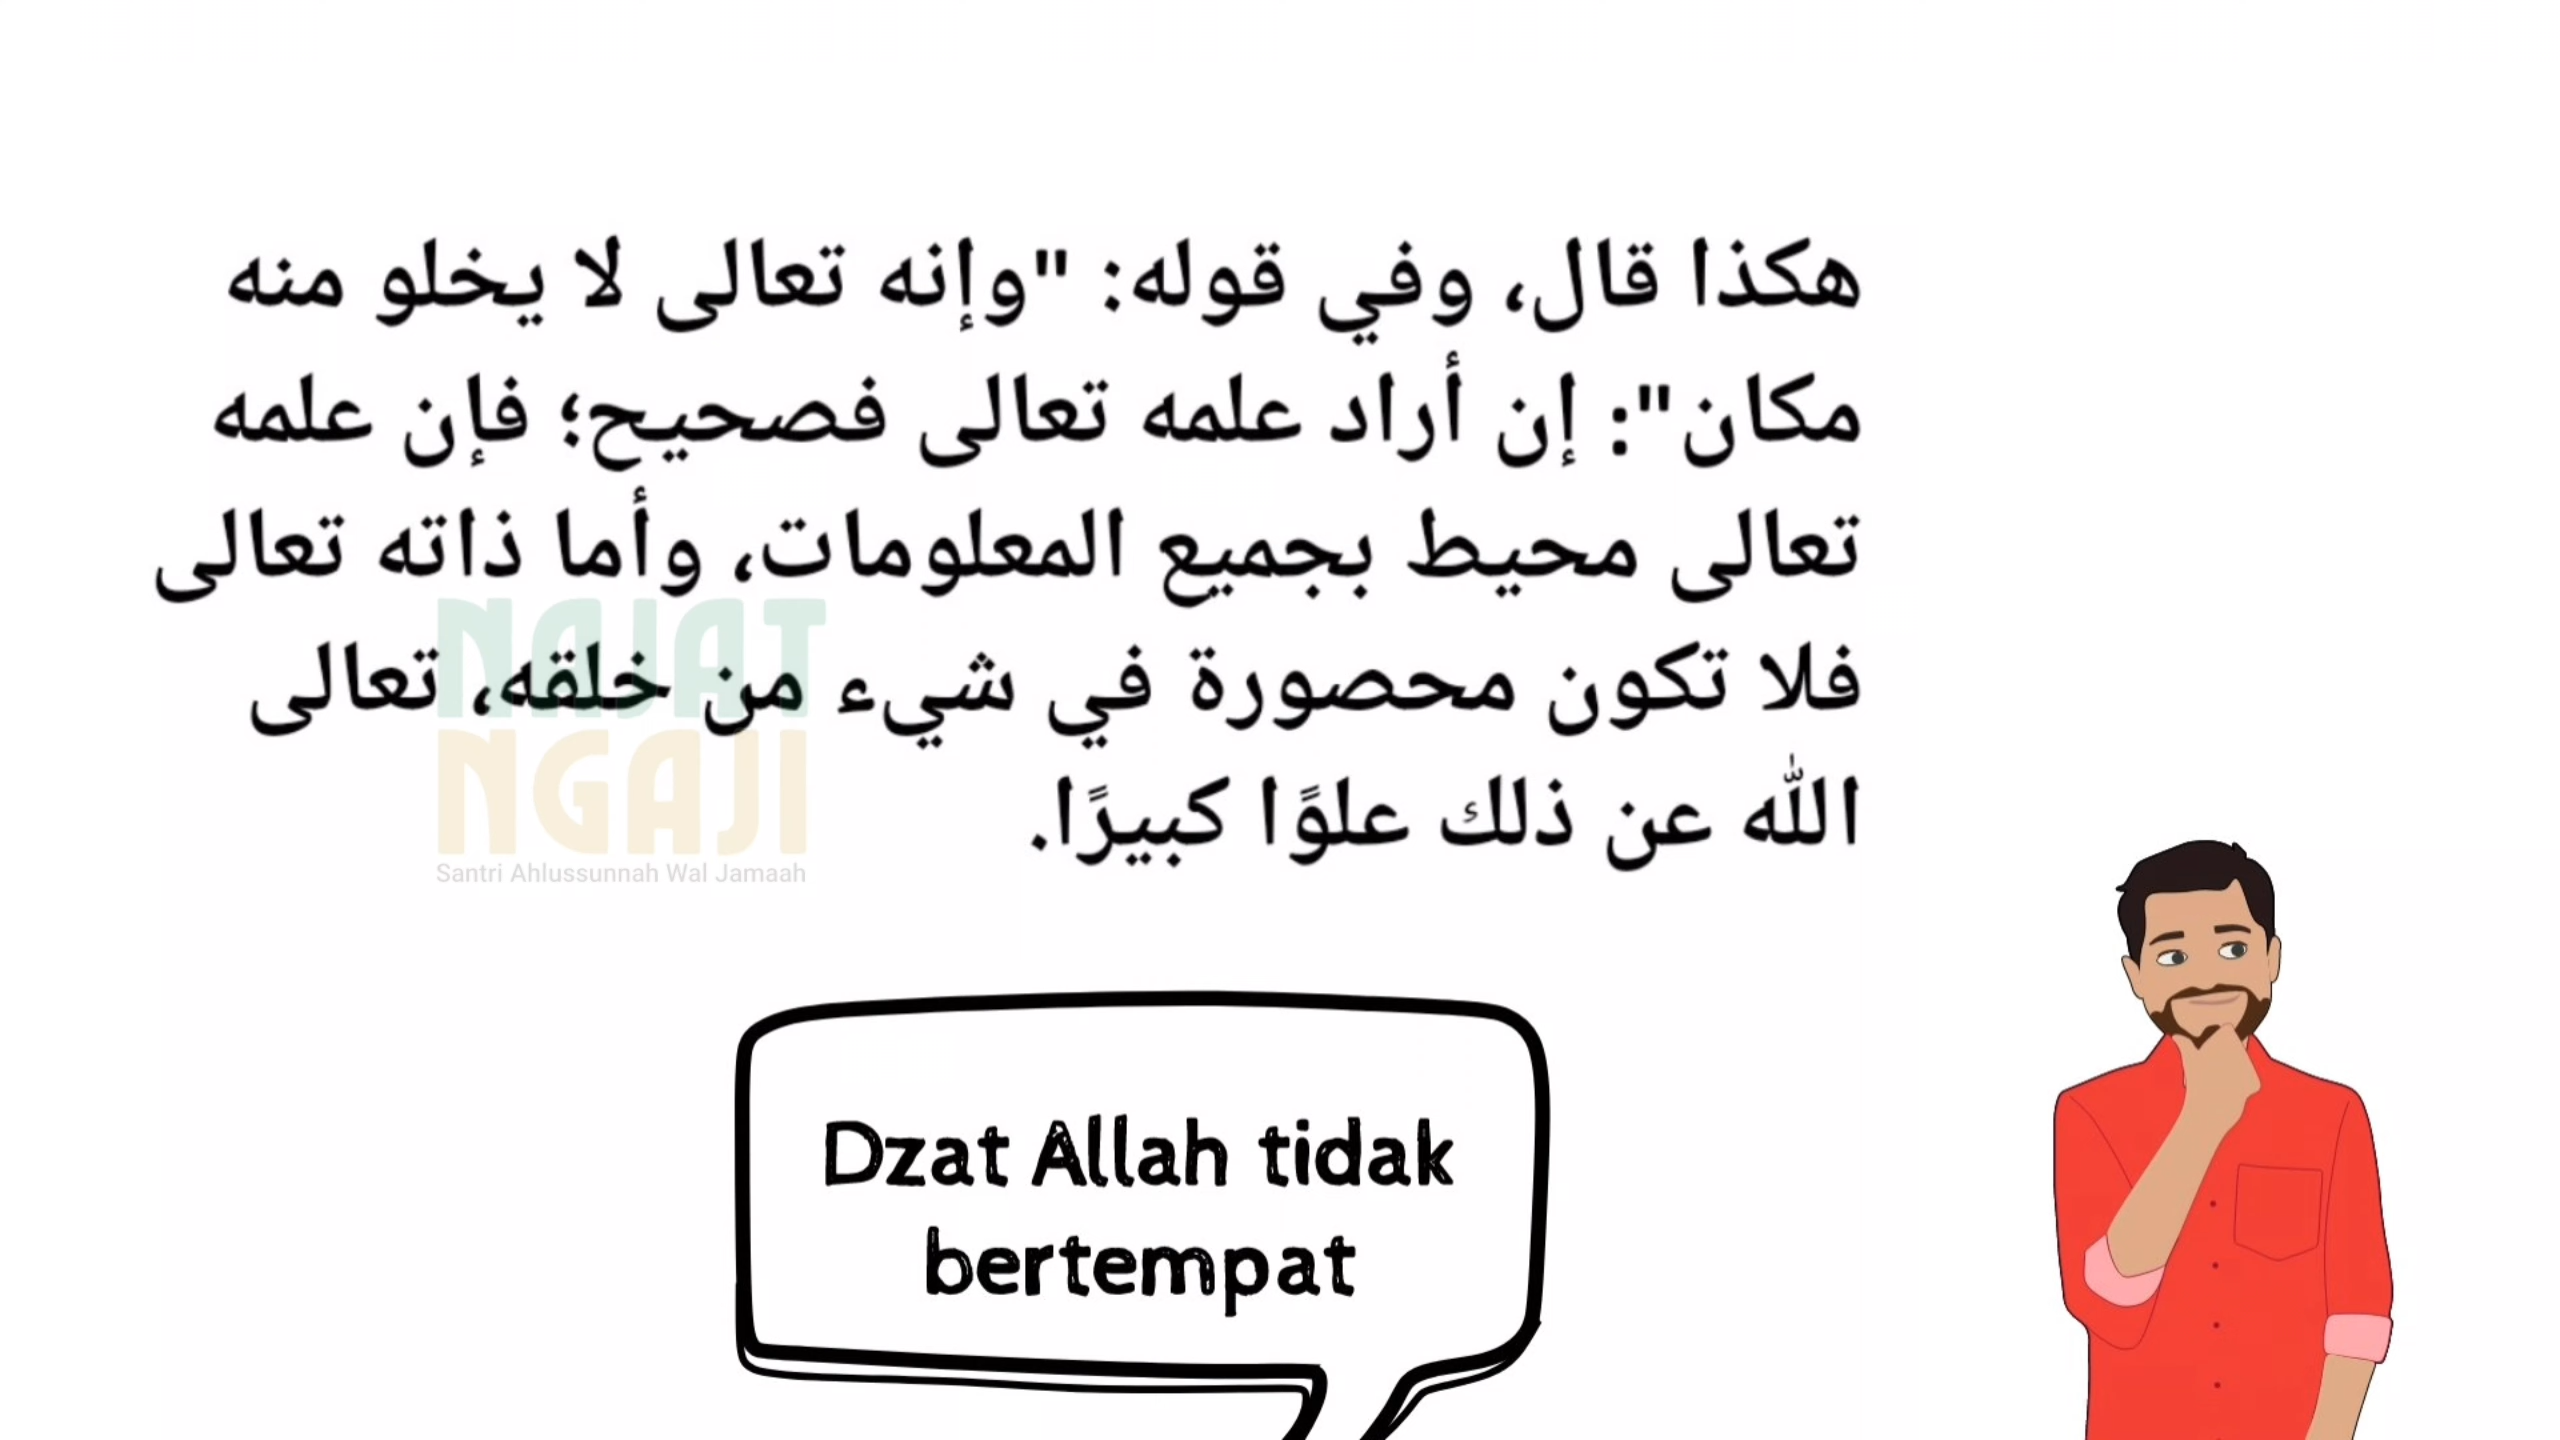 هكذا قال، وفي قوله: "وإنه تعالى لا يخلو منه
مكان": إن أراد علمه تعالى فصحيح؛ فإن علمه
تعالى محيط بجميع المعلومات، وأما ذاته تعالى
فلا تكون محصورة في شيء من خلقه، تعالى
الله عن ذلك علوًا كبيرًا.
NAJAT
NGAJI
Santri Ahlussunnah Wal Jamaah
Dzat Allah tidak
bertempat